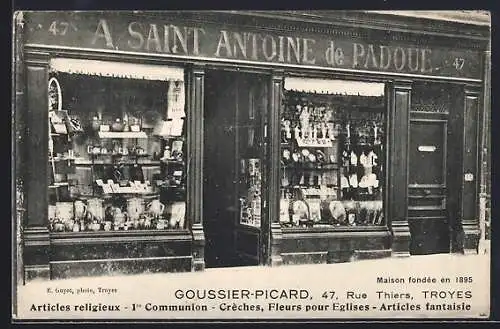 47 A SAINT ANTOINE de PADOUE 47
E. Guyot, photo, Troyes
Maison fondée en 1895
GOUSSIER-PICARD, 47, Rue Thiers, TROYES
Articles religieux - 1re Communion - Crèches, Fleurs pour Eglises - Articles fantaisie